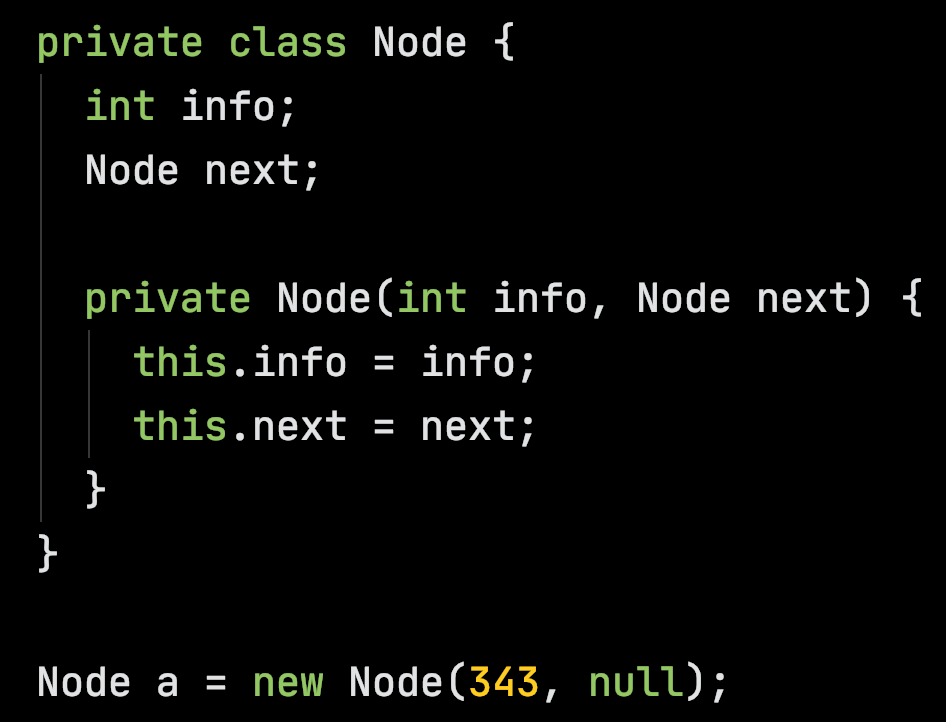 private class Node {
int info;
Node next;
private Node(int info, Node next) {
this.info = info;
this.next = next;
}
}
Node a = new Node(343, null);